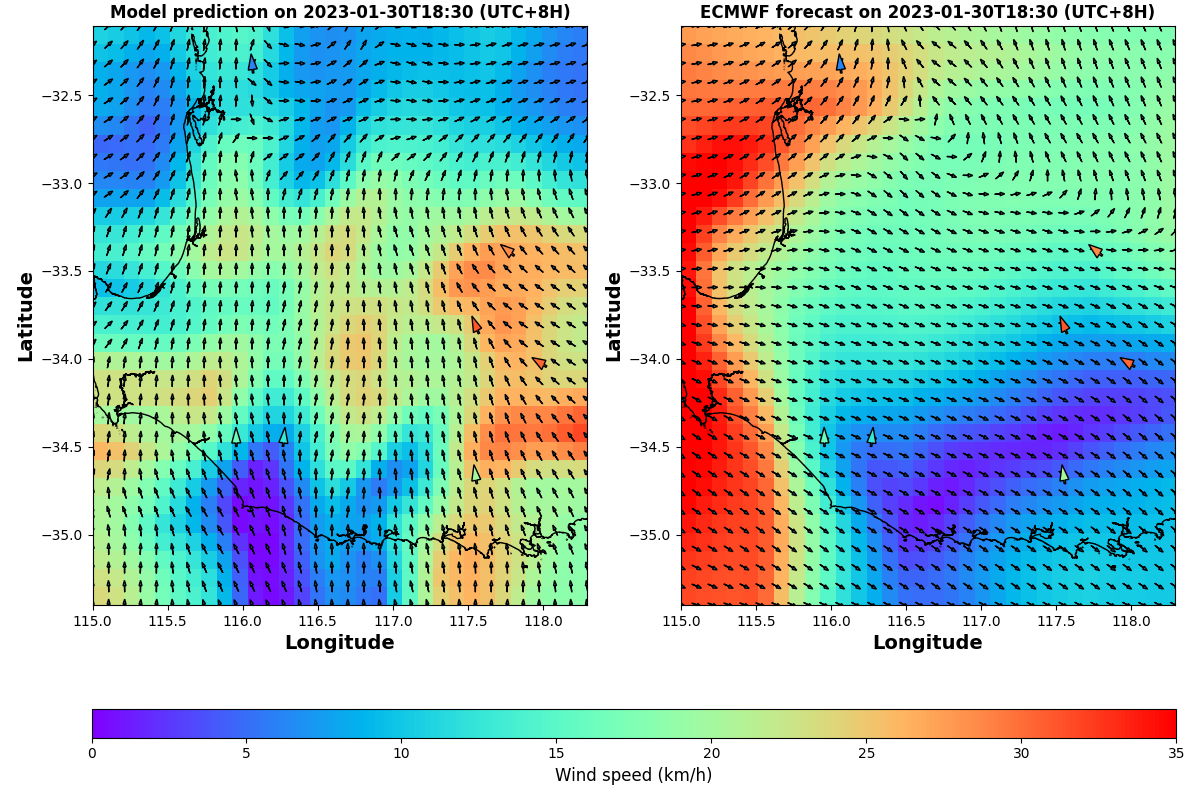 Model prediction on 2023-01-30T18:30 (UTC+8H)
ECMWF forecast on 2023-01-30T18:30 (UTC+8H)
−32.5
−33.0
−33.5
−34.0
−34.5
−35.0
Latitude
115.0 115.5 116.0 116.5 117.0 117.5 118.0
Longitude
−32.5
−33.0
−33.5
−34.0
−34.5
−35.0
Latitude
115.0 115.5 116.0 116.5 117.0 117.5 118.0
Longitude
0 5 10 15 20 25 30 35
Wind speed (km/h)